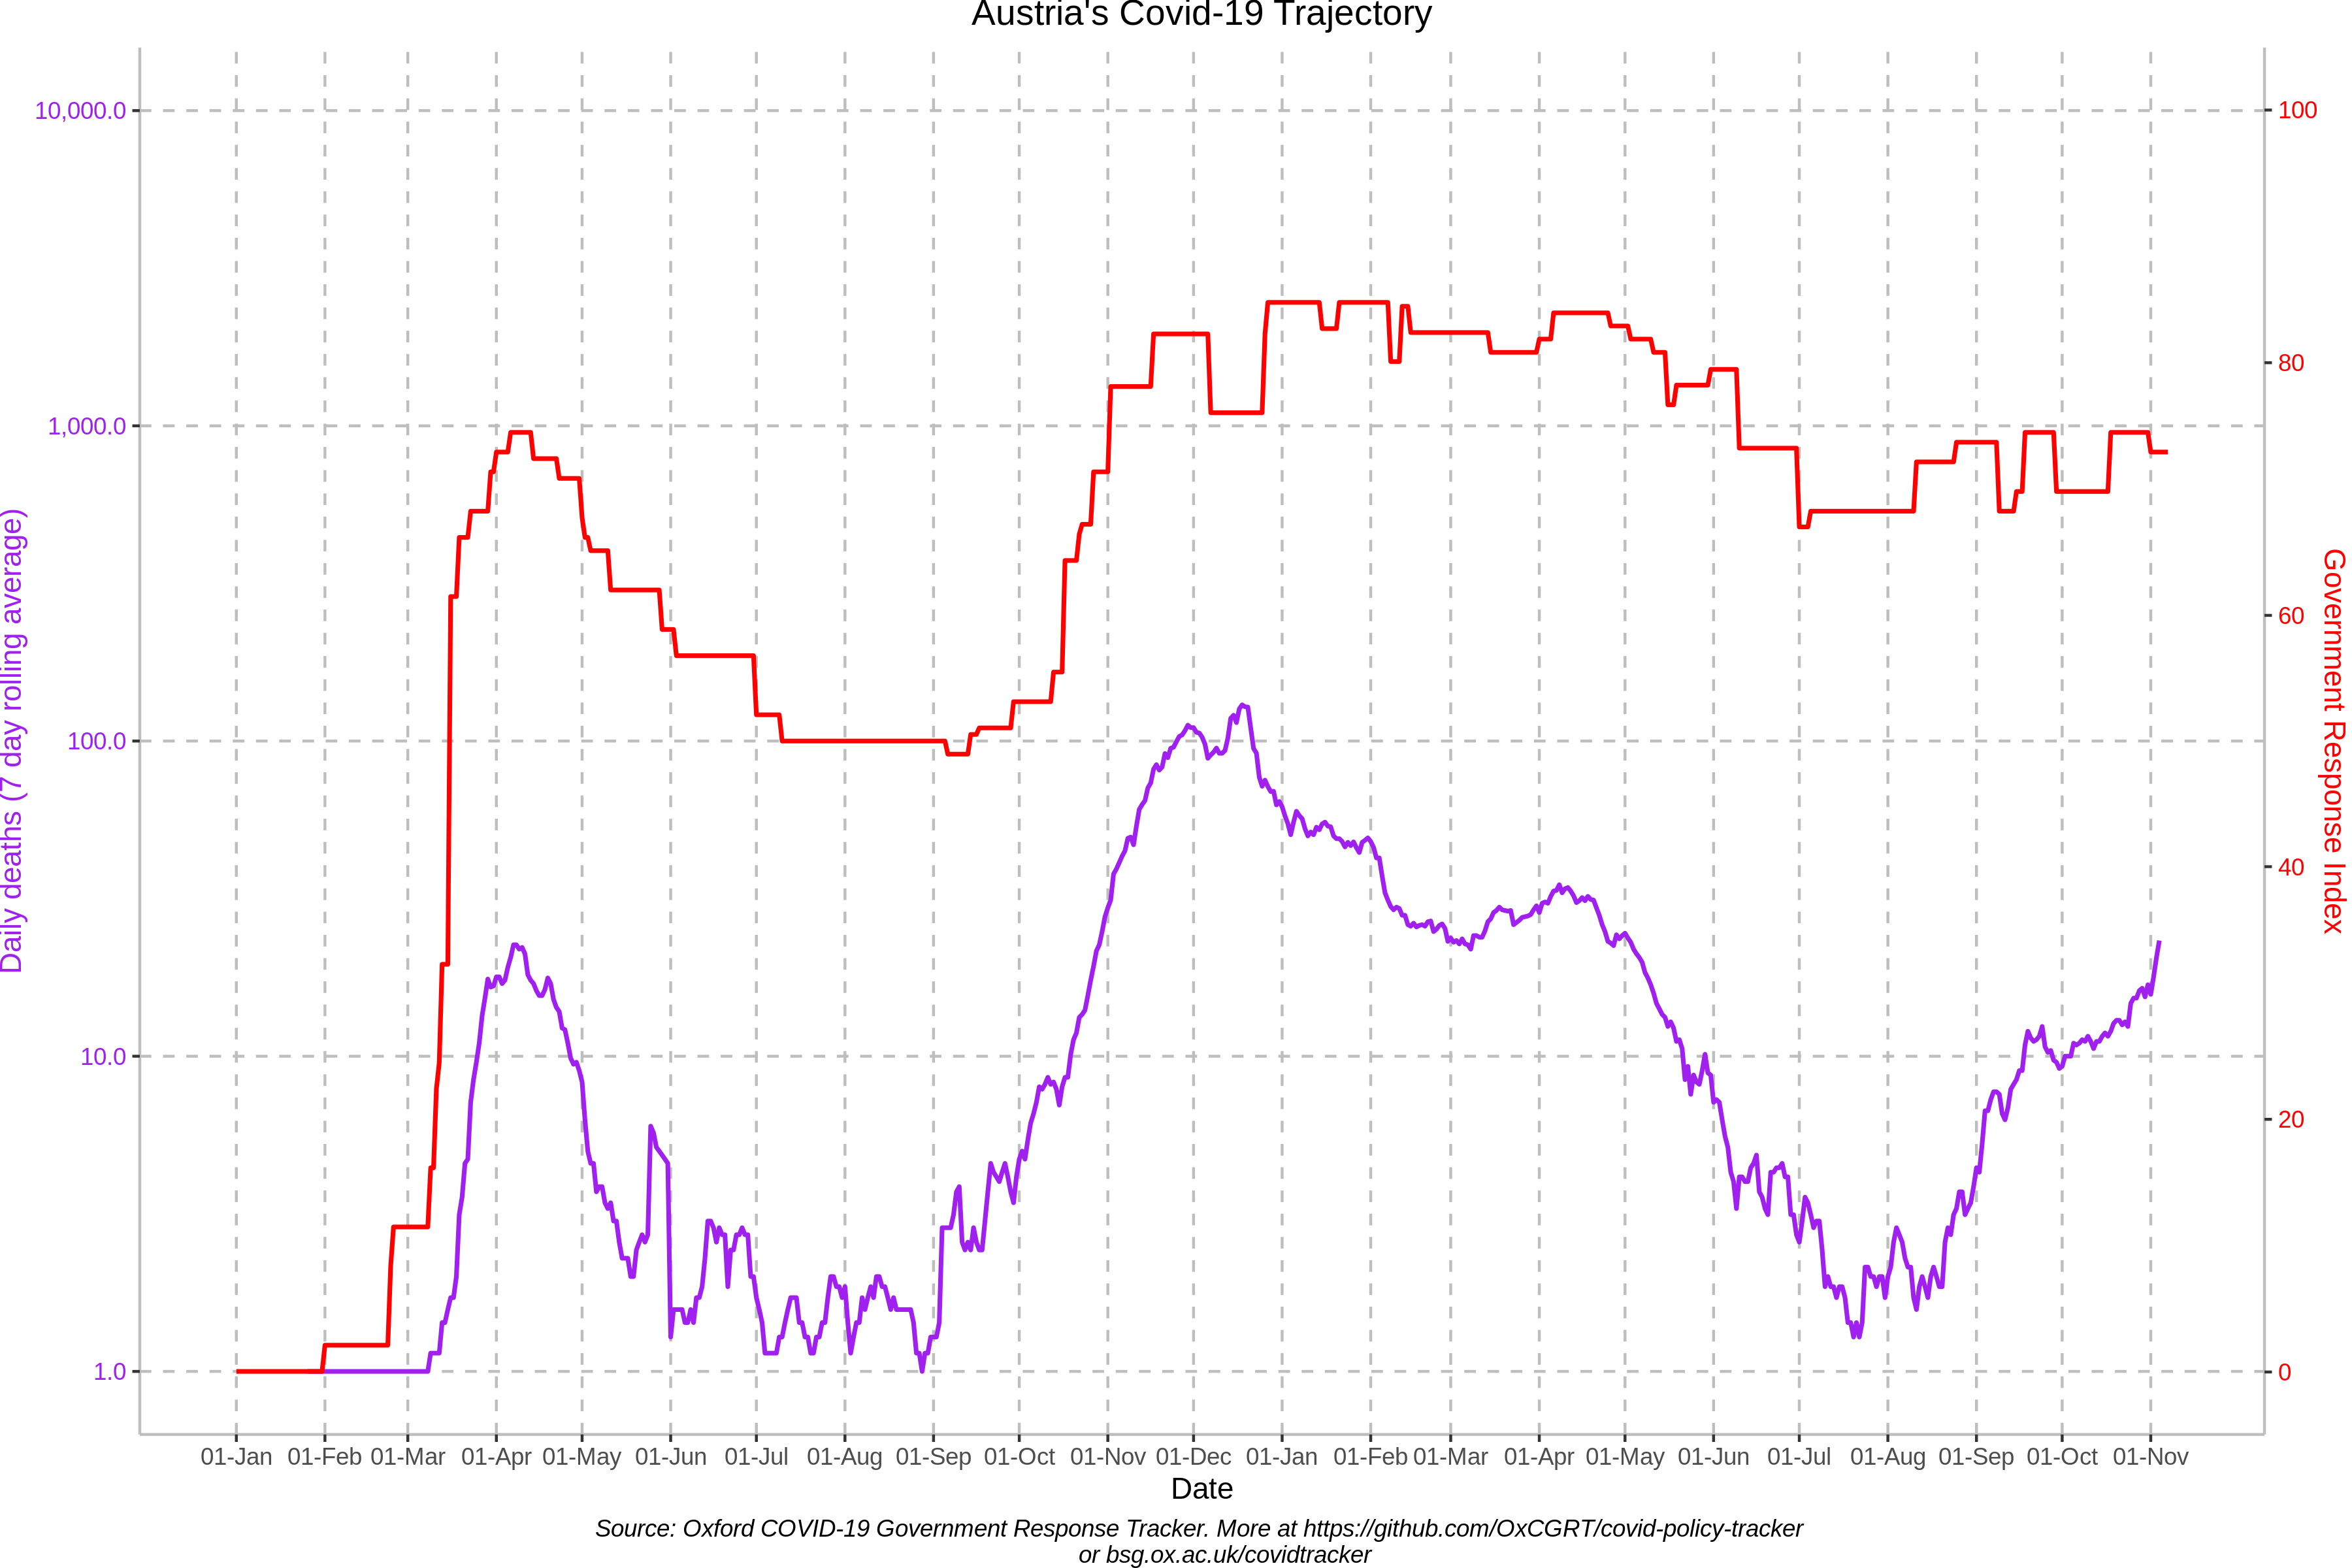 Austria's Covid-19 Trajectory
10,000.0
1,000.0
100.0
10.0
1.0
Daily deaths (7 day rolling average)
100
80
60
40
20
0
Government Response Index
01-Jan 01-Feb 01-Mar 01-Apr 01-May 01-Jun 01-Jul 01-Aug 01-Sep 01-Oct 01-Nov 01-Dec 01-Jan 01-Feb 01-Mar 01-Apr 01-May 01-Jun 01-Jul 01-Aug 01-Sep 01-Oct 01-Nov
Date
Source: Oxford COVID-19 Government Response Tracker. More at https://github.com/OxCGRT/covid-policy-tracker
or bsg.ox.ac.uk/covidtracker